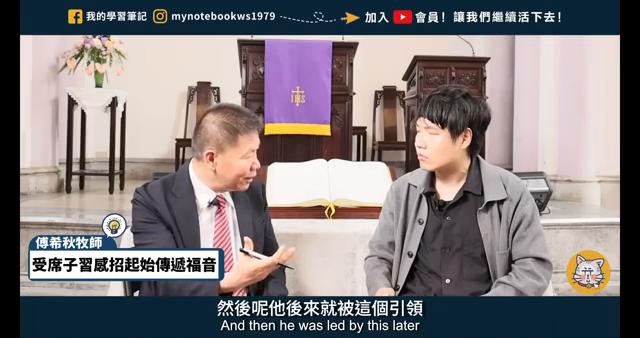 我的學習筆記 mynotebookws1979 加入 會員! 讓我們繼續活下去!
IHS
傅希秋牧師
受席子習感招起始傳遞福音
然後呢他後來就被這個引領
And then he was led by this later